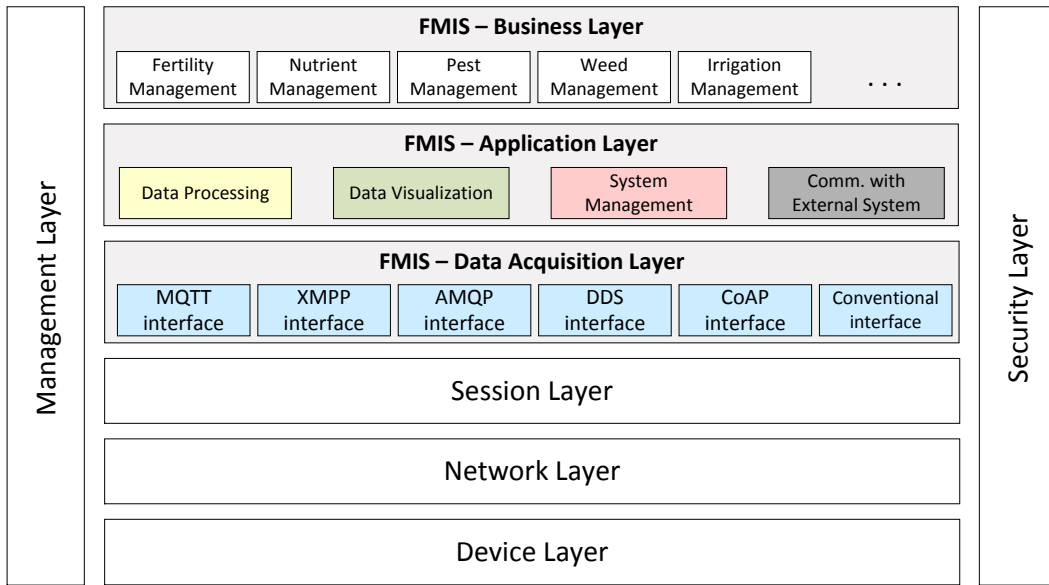 Management Layer
FMIS – Business Layer
Fertility
Management
Nutrient
Management
Pest
Management
Weed
Management
Irrigation
Management
. . .
FMIS – Application Layer
Data Processing
Data Visualization
System
Management
Comm. with
External System
FMIS – Data Acquisition Layer
MQTT
interface
XMPP
interface
AMQP
interface
DDS
interface
CoAP
interface
Conventional
interface
Session Layer
Network Layer
Device Layer
Security Layer